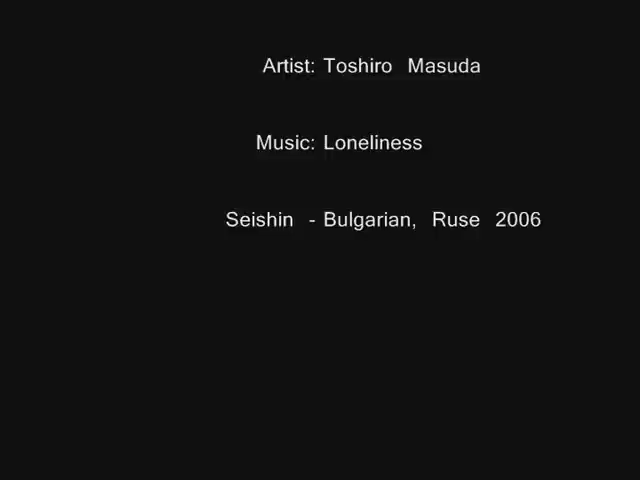 Artist: Toshiro Masuda
Music: Loneliness
Seishin - Bulgarian, Ruse 2006